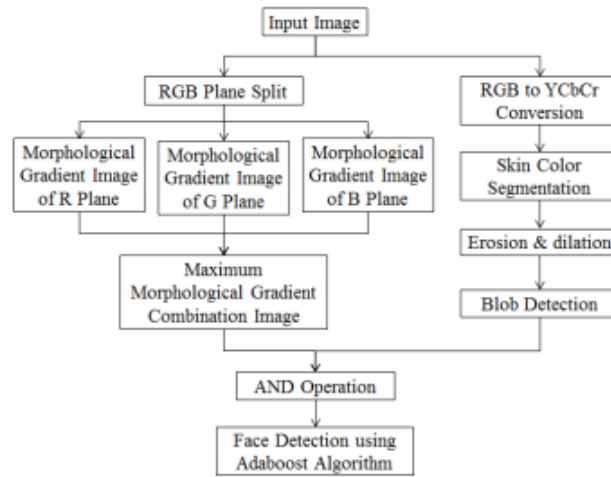 Input Image
RGB Plane Split
RGB to YCbCr
Conversion
Morphological
Gradient Image
of R Plane
Morphological
Gradient Image
of G Plane
Morphological
Gradient Image
of B Plane
Skin Color
Segmentation
Erosion & dilation
Maximum
Morphological Gradient
Combination Image
Blob Detection
AND Operation
Face Detection using
Adaboost Algorithm